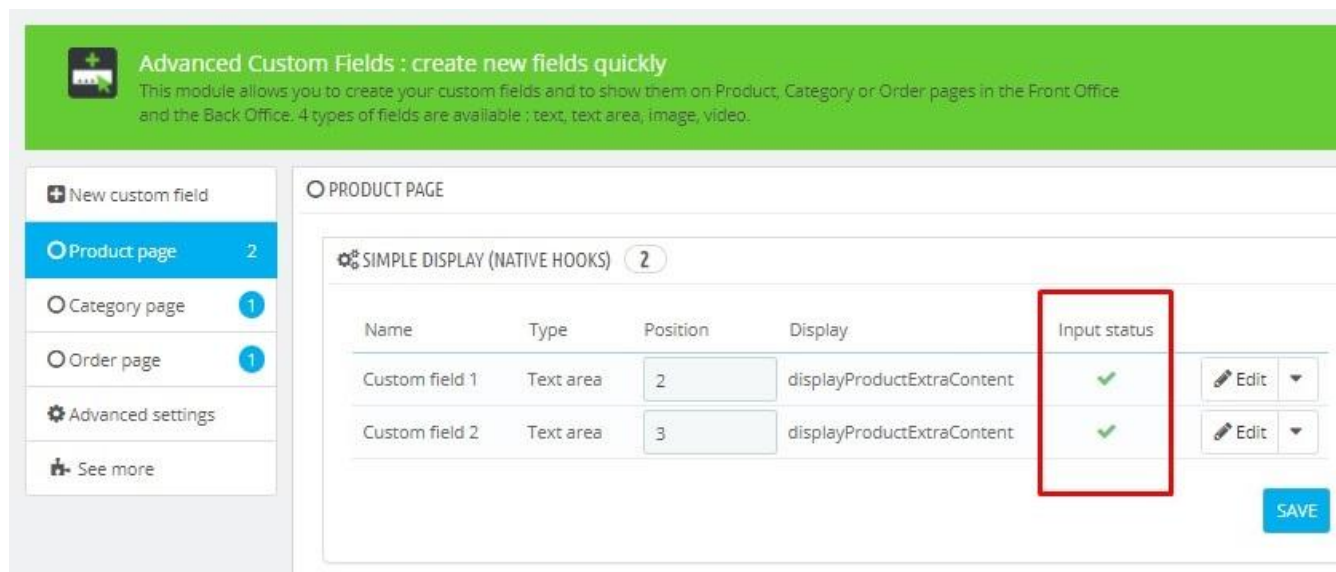 Advanced Custom Fields : create new fields quickly
This module allows you to create your custom fields and to show them on Product, Category or Order pages in the Front Office
and the Back Office. 4 types of fields are available : text, text area, image, video.
New custom field
PRODUCT PAGE
Product page 2
SIMPLE DISPLAY (NATIVE HOOKS) 2
Category page 1
Order page 1
Advanced settings
See more
Name Type Position Display Input status
Custom field 1 Text area 2 displayProductExtraContent Edit
Custom field 2 Text area 3 displayProductExtraContent Edit
SAVE